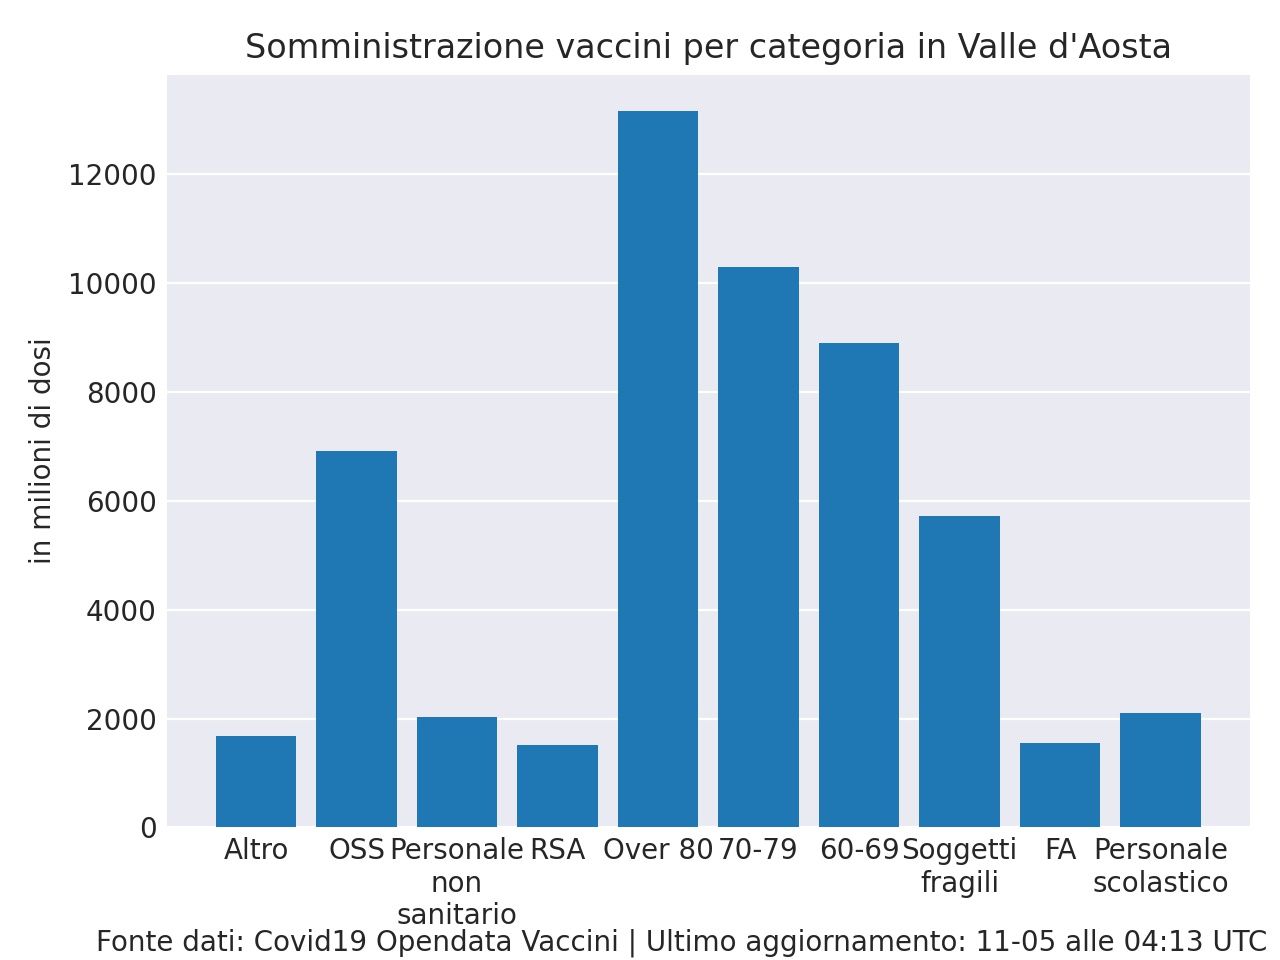 Somministrazione vaccini per categoria in Valle d'Aosta
in milioni di dosi
12000
10000
8000
6000
4000
2000
0
Altro
OSS
Personale
non
sanitario
RSA
Over 80
70-79
60-69
Soggetti
fragili
FA
Personale
scolastico
Fonte dati: Covid19 Opendata Vaccini | Ultimo aggiornamento: 11-05 alle 04:13 UTC